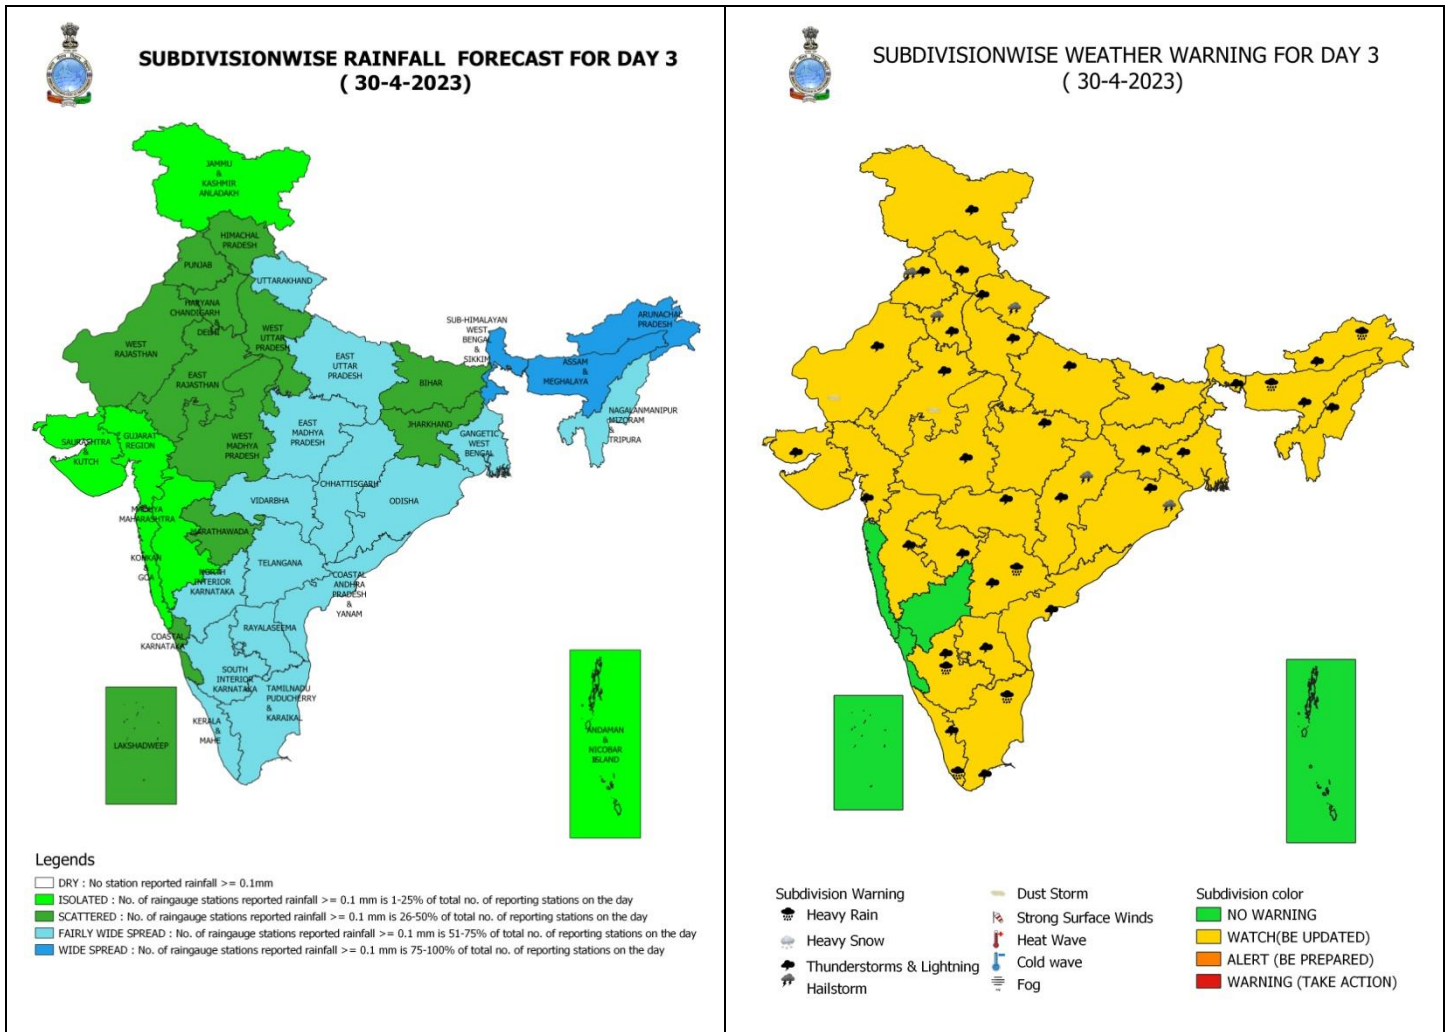 SUBDIVISIONWISE RAINFALL FORECAST FOR DAY 3
( 30-4-2023)
JAMMU
&
KASHMIR
ANLADAKH
HIMACHAL
PRADESH
PUNJAB
UTTARAKHAND
HARYANA
CHANDIGARH
&
DELHI
WEST
UTTAR
PRADESH
WEST
RAJASTHAN
EAST
RAJASTHAN
EAST
UTTAR
PRADESH
SUB-HIMALAYAN
WEST
BENGAL
&
SIKKIM
ARUNACHAL
PRADESH
ASSAM
&
MEGHALAYA
BIHAR
JHARKHAND
NAGALANMANIPUR
MIZORAM
&
TRIPURA
GANGETIC
WEST
BENGAL
SAURASHTRA
&
KUTCH
GUJARAT
REGION
WEST
MADHYA
PRADESH
EAST
MADHYA
PRADESH
CHHATTISGARH
VIDARBHA
ODISHA
MADHYA
MAHARASHTRA
MARATHAWADA
KONKAN
&
GOA
NORTH
INTERIOR
KARNATAKA
TELANGANA
COASTAL
ANDHRA
PRADESH
&
YANAM
RAYALASEEMA
COASTAL
KARNATAKA
SOUTH
INTERIOR
KARNATAKA
TAMILNADU
PUDUCHERRY
&
KARAIKAL
KERALA
&
MAHE
LAKSHADWEEP
ANDAMAN
&
NICOBAR
ISLAND
Legends
DRY : No station reported rainfall >= 0.1mm
ISOLATED : No. of raingauge stations reported rainfall >= 0.1 mm is 1-25% of total no. of reporting stations on the day
SCATTERED : No. of raingauge stations reported rainfall >= 0.1 mm is 26-50% of total no. of reporting stations on the day
FAIRLY WIDE SPREAD : No. of raingauge stations reported rainfall >= 0.1 mm is 51-75% of total no. of reporting stations on the day
WIDE SPREAD : No. of raingauge stations reported rainfall >= 0.1 mm is 75-100% of total no. of reporting stations on the day
SUBDIVISIONWISE WEATHER WARNING FOR DAY 3
( 30-4-2023)
Subdivision Warning
Heavy Rain
Heavy Snow
Thunderstorms & Lightning
Hailstorm
Dust Storm
Strong Surface Winds
Heat Wave
Cold wave
Fog
Subdivision color
NO WARNING
WATCH(BE UPDATED)
ALERT (BE PREPARED)
WARNING (TAKE ACTION)